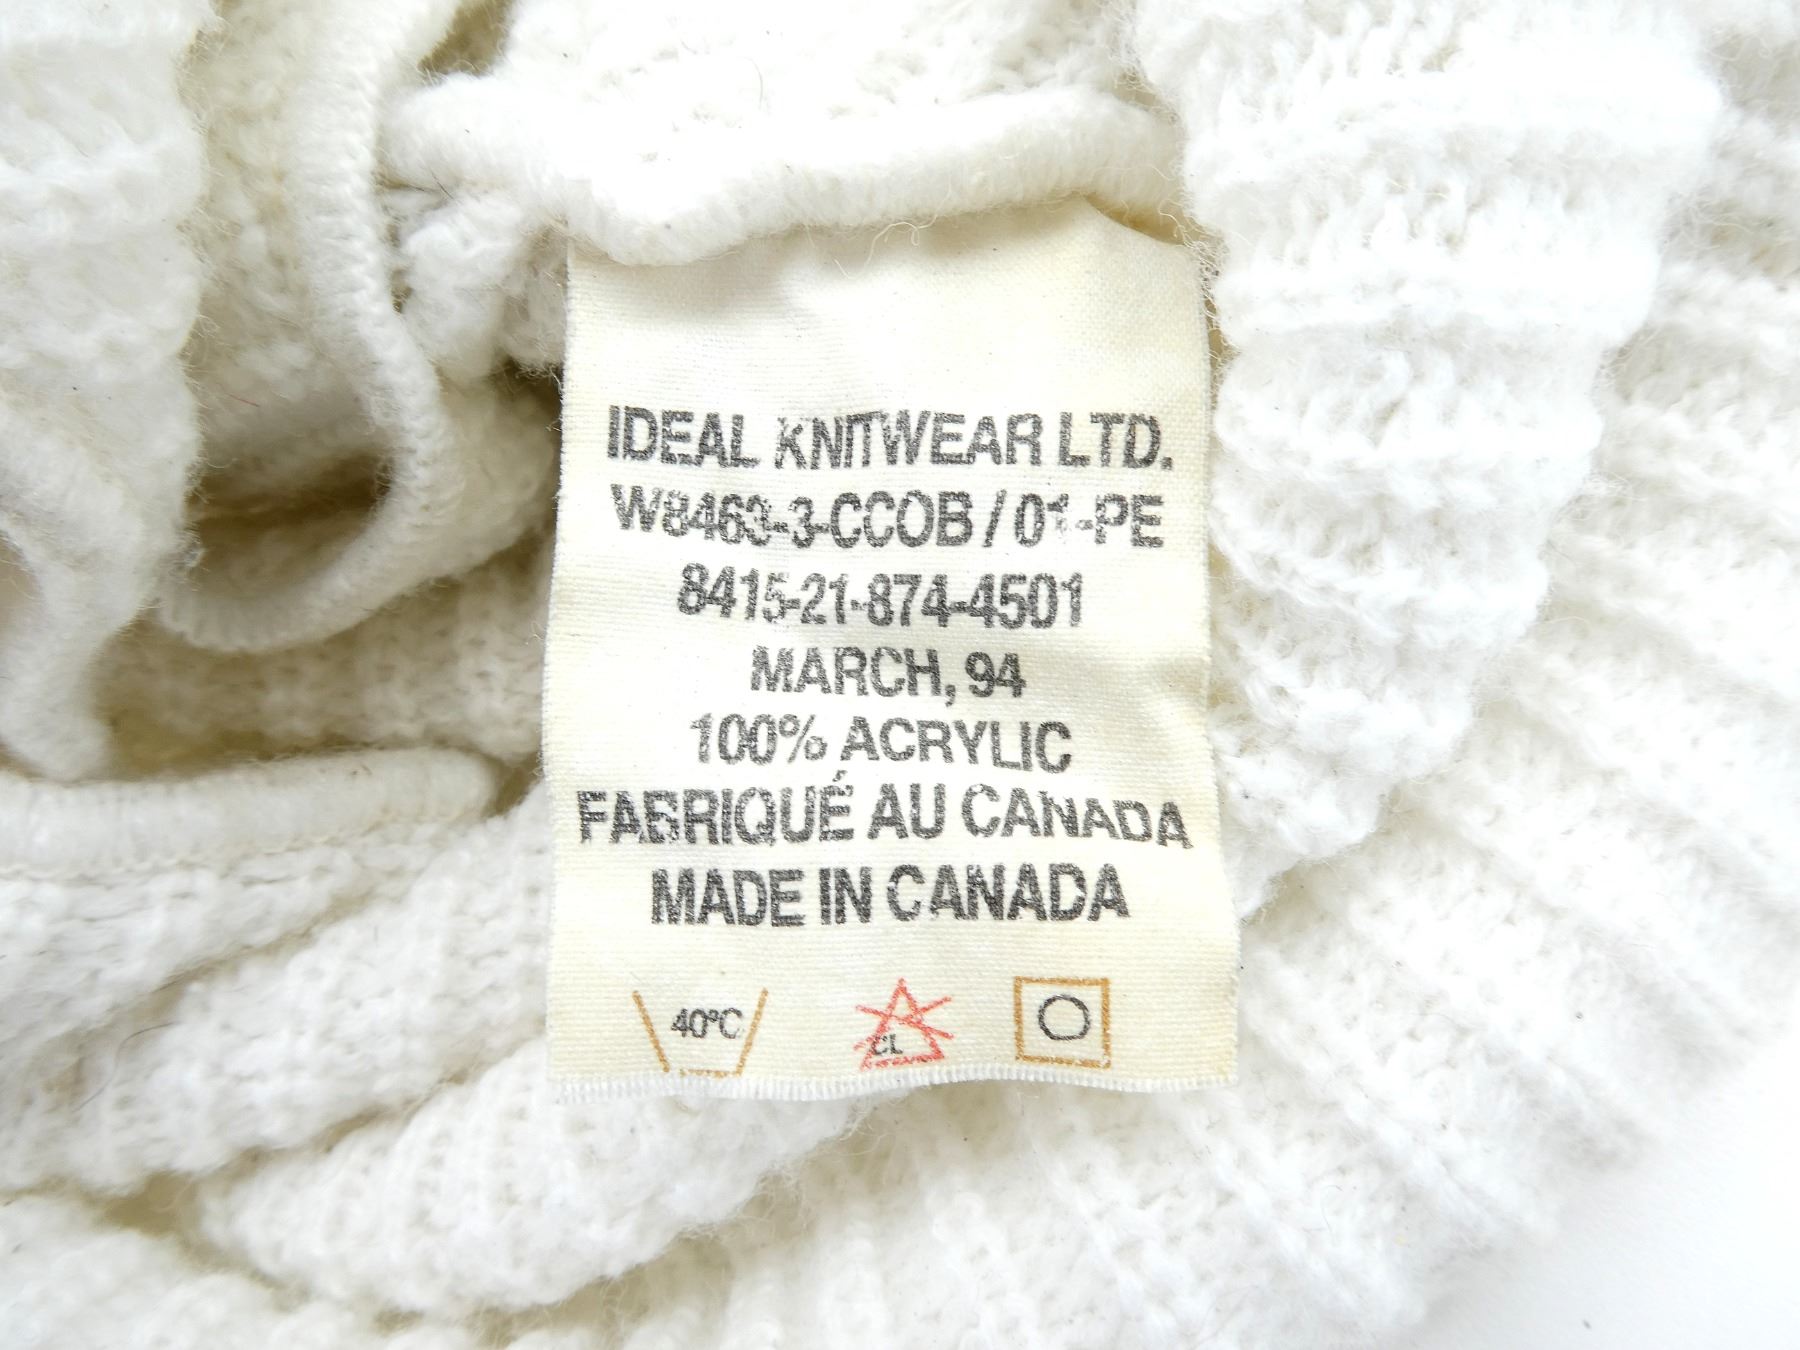 IDEAL KNITWEAR LTD.
W8463-3-CCOB / 01-PE
8415-21-874-4501
MARCH, 94
100% ACRYLIC
FABRIQUÉ AU CANADA
MADE IN CANADA
40°C
CL